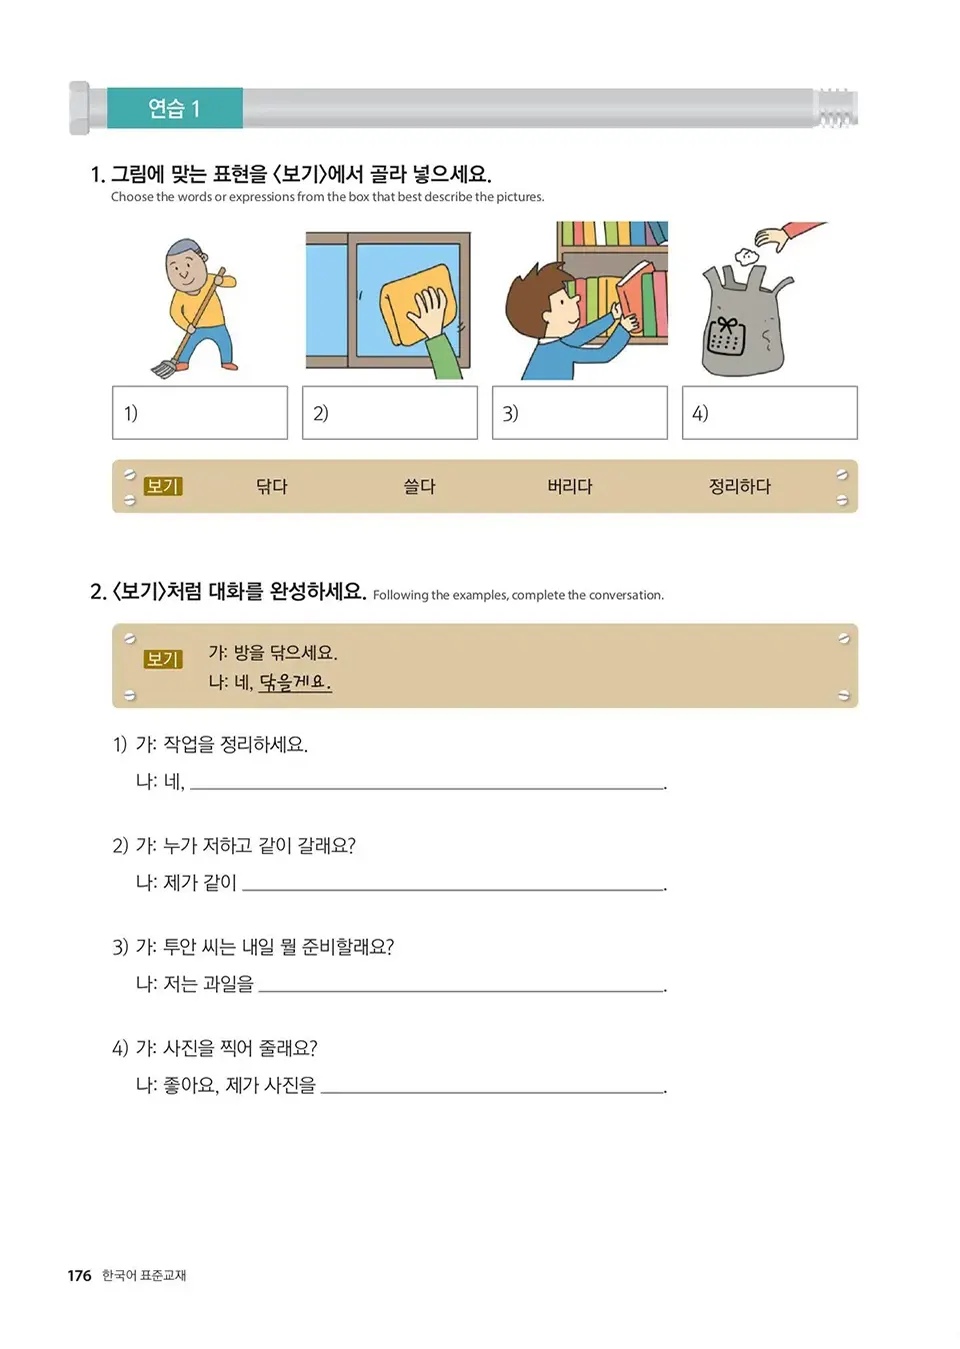 연습 1
1. 그림에 맞는 표현을 〈보기〉에서 골라 넣으세요.
Choose the words or expressions from the box that best describe the pictures.
1) 2) 3) 4)
보기 닦다 쓸다 버리다 정리하다
2. 〈보기〉처럼 대화를 완성하세요. Following the examples, complete the conversation.
보기
가: 방을 닦으세요.
나: 네, 닦을게요.
1) 가: 작업을 정리하세요.
나: 네, .
2) 가: 누가 저하고 같이 갈래요?
나: 제가 같이 .
3) 가: 투안 씨는 내일 뭘 준비할래요?
나: 저는 과일을 .
4) 가: 사진을 찍어 줄래요?
나: 좋아요, 제가 사진을 .
176 한국어 표준교재